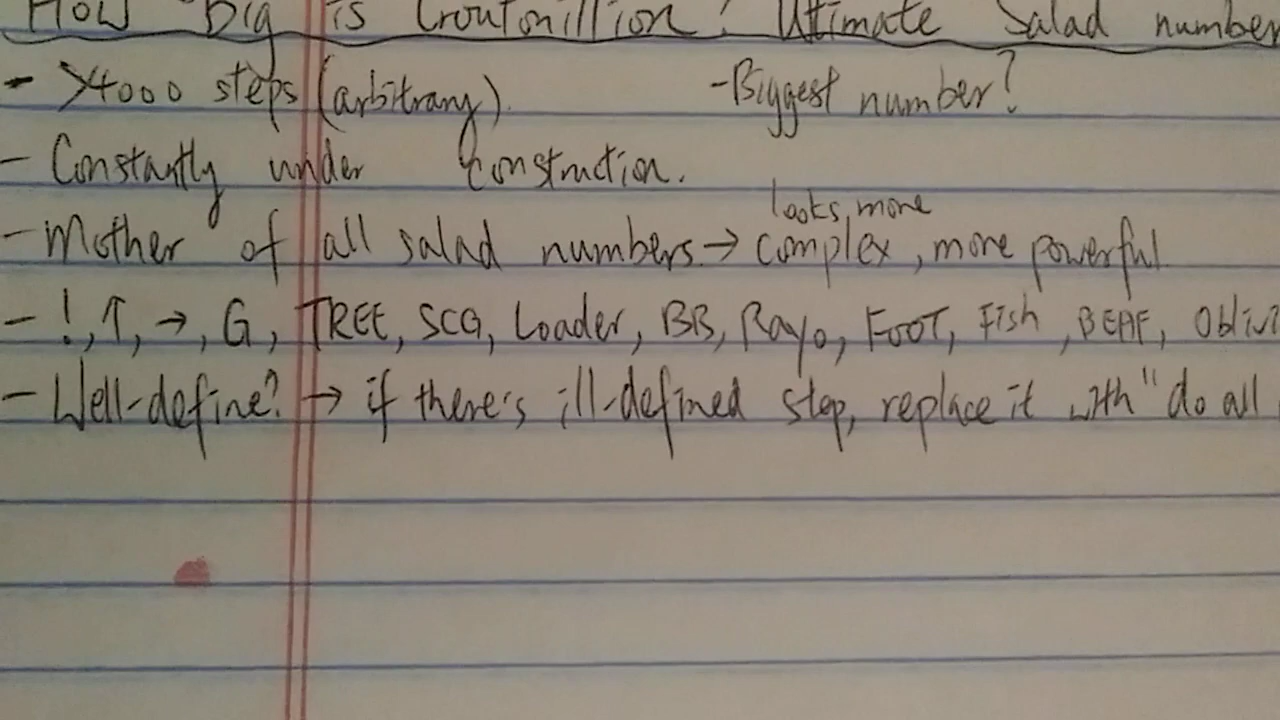 How Big is Croutonillion? Ultimate Salad number
- >4000 steps (arbitrary). -Biggest number?
- Constantly under construction.
looks more
- Mother of all salad numbers → complex, more powerful
- !, ↑, →, G, TREE, SCG, Loader, BB, Rayo, FOOT, Fish, BEAF, Oblivi
- Well-define? → if there's ill-defined step, replace it with "do all